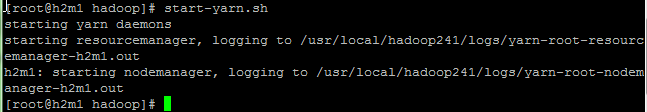 [root@h2m1 hadoop]# start-yarn.sh
starting yarn daemons
starting resourcemanager, logging to /usr/local/hadoop241/logs/yarn-root-resourc
emanager-h2m1.out
h2m1: starting nodemanager, logging to /usr/local/hadoop241/logs/yarn-root-nodem
anager-h2m1.out
[root@h2m1 hadoop]#